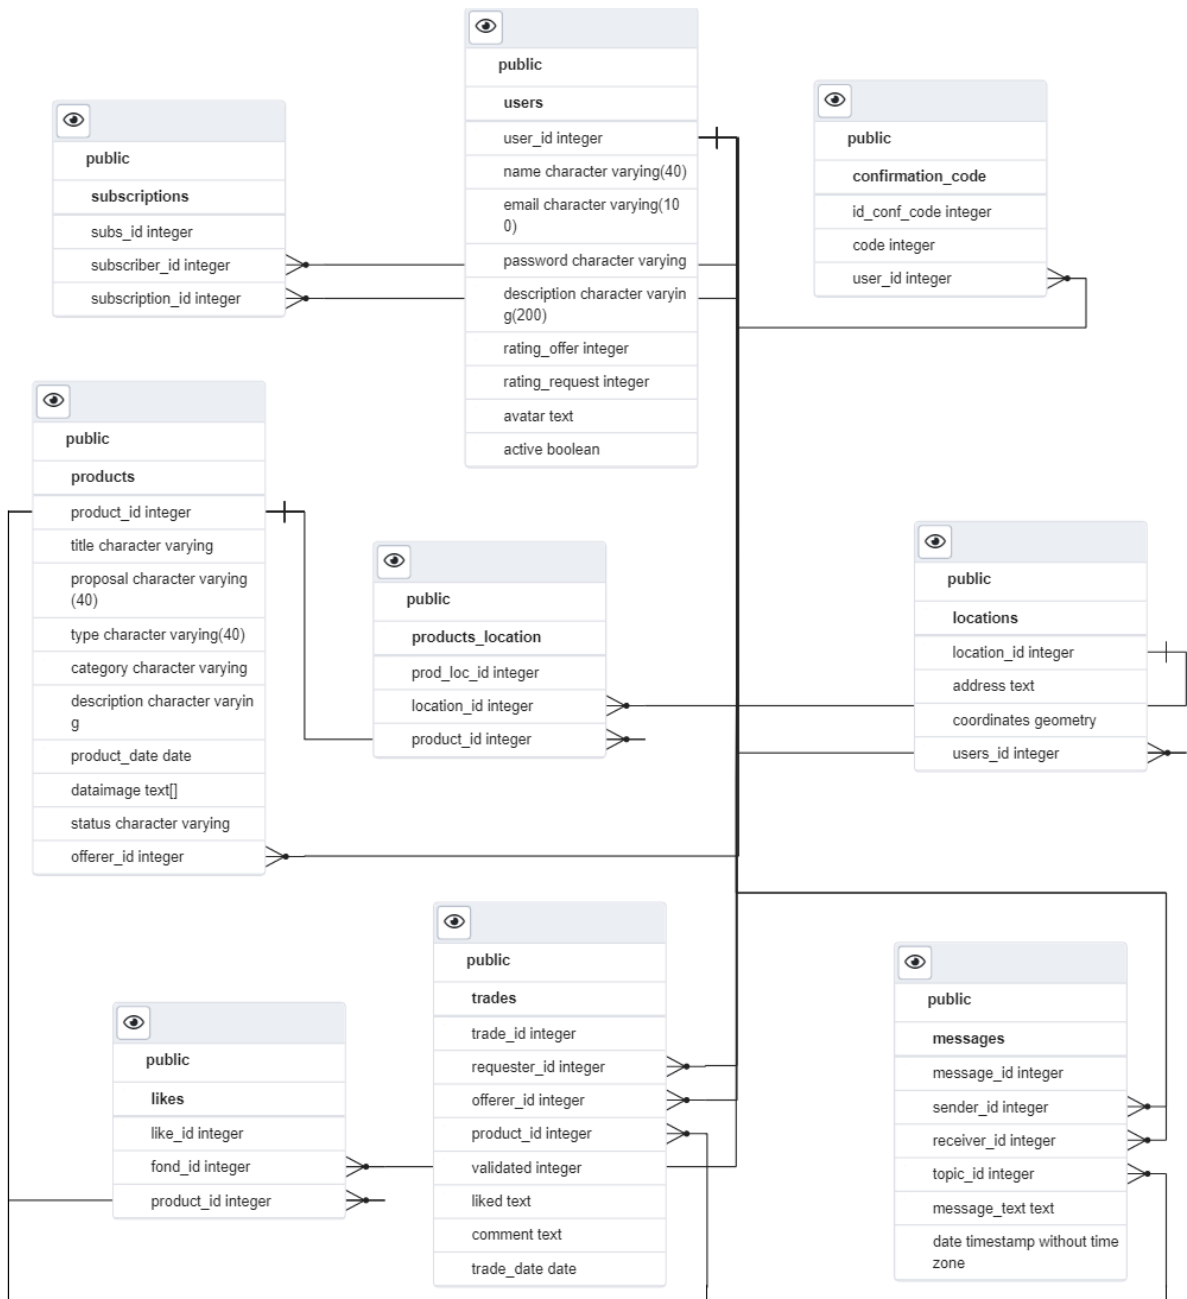 public
users
user_id integer
name character varying(40)
email character varying(10
0)
password character varying
description character varyin
g(200)
rating_offer integer
rating_request integer
avatar text
active boolean
public
subscriptions
subs_id integer
subscriber_id integer
subscription_id integer
public
confirmation_code
id_conf_code integer
code integer
user_id integer
public
products
product_id integer
title character varying
proposal character varying
(40)
type character varying(40)
category character varying
description character varyin
g
product_date date
dataimage text[]
status character varying
offerer_id integer
public
products_location
prod_loc_id integer
location_id integer
product_id integer
public
locations
location_id integer
address text
coordinates geometry
users_id integer
public
trades
trade_id integer
requester_id integer
offerer_id integer
product_id integer
validated integer
liked text
comment text
trade_date date
public
likes
like_id integer
fond_id integer
product_id integer
public
messages
message_id integer
sender_id integer
receiver_id integer
topic_id integer
message_text text
date timestamp without time
zone